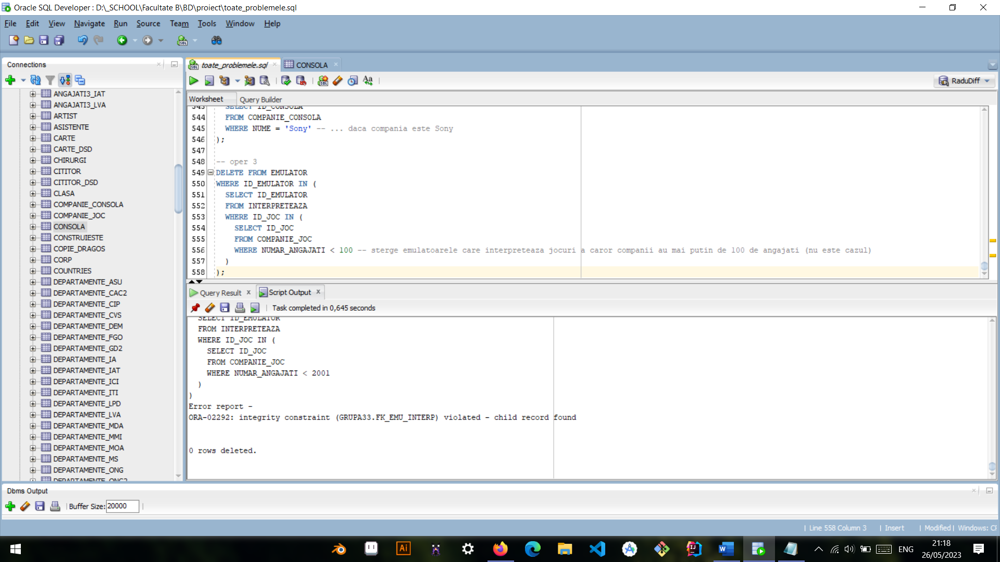 Oracle SQL Developer : D:\_SCHOOL\Facultate B\BD\proiect\toate_problemele.sql
File Edit View Navigate Run Source Team Tools Window Help
Connections
ANGAJATI3_IAT
ANGAJATI3_LVA
ARTIST
ASISTENTE
CARTE
CARTE_DSD
CHIRURGI
CITITOR
CITITOR_DSD
CLASA
COMPANIE_CONSOLA
COMPANIE_JOC
CONSOLA
CONSTRUIESTE
COPIE_DRAGOS
CORP
COUNTRIES
DEPARTAMENTE_ASU
DEPARTAMENTE_CAC2
DEPARTAMENTE_CIP
DEPARTAMENTE_CVS
DEPARTAMENTE_DEM
DEPARTAMENTE_FGO
DEPARTAMENTE_GD2
DEPARTAMENTE_IA
DEPARTAMENTE_IAT
DEPARTAMENTE_ICI
DEPARTAMENTE_ITI
DEPARTAMENTE_LPD
DEPARTAMENTE_LVA
DEPARTAMENTE_MDA
DEPARTAMENTE_MMI
DEPARTAMENTE_MOA
DEPARTAMENTE_MS
DEPARTAMENTE_ONG
DEPARTAMENTE_ONG2
toate_problemele.sql CONSOLA
RaduDiff
Worksheet Query Builder
543 SELECT ID_CONSOLA
544 FROM COMPANIE_CONSOLA
545 WHERE NUME = 'Sony' -- ... daca compania este Sony
546 );
547
548 -- oper 3
549 DELETE FROM EMULATOR
550 WHERE ID_EMULATOR IN (
551 SELECT ID_EMULATOR
552 FROM INTERPRETEAZA
553 WHERE ID_JOC IN (
554 SELECT ID_JOC
555 FROM COMPANIE_JOC
556 WHERE NUMAR_ANGAJATI < 100 -- sterge emulatoarele care interpreteaza jocuri a caror companii au mai putin de 100 de angajati (nu este cazul)
557 )
558 );
Query Result Script Output
Task completed in 0,645 seconds
SELECT ID_EMULATOR
FROM INTERPRETEAZA
WHERE ID_JOC IN (
SELECT ID_JOC
FROM COMPANIE_JOC
WHERE NUMAR_ANGAJATI < 2001
)
)
Error report -
ORA-02292: integrity constraint (GRUPA33.FK_EMU_INTERP) violated - child record found
0 rows deleted.
Dbms Output
Buffer Size: 20000
Line 558 Column 3 | Insert | Modified | Windows: CF
ENG
21:18
26/05/2023